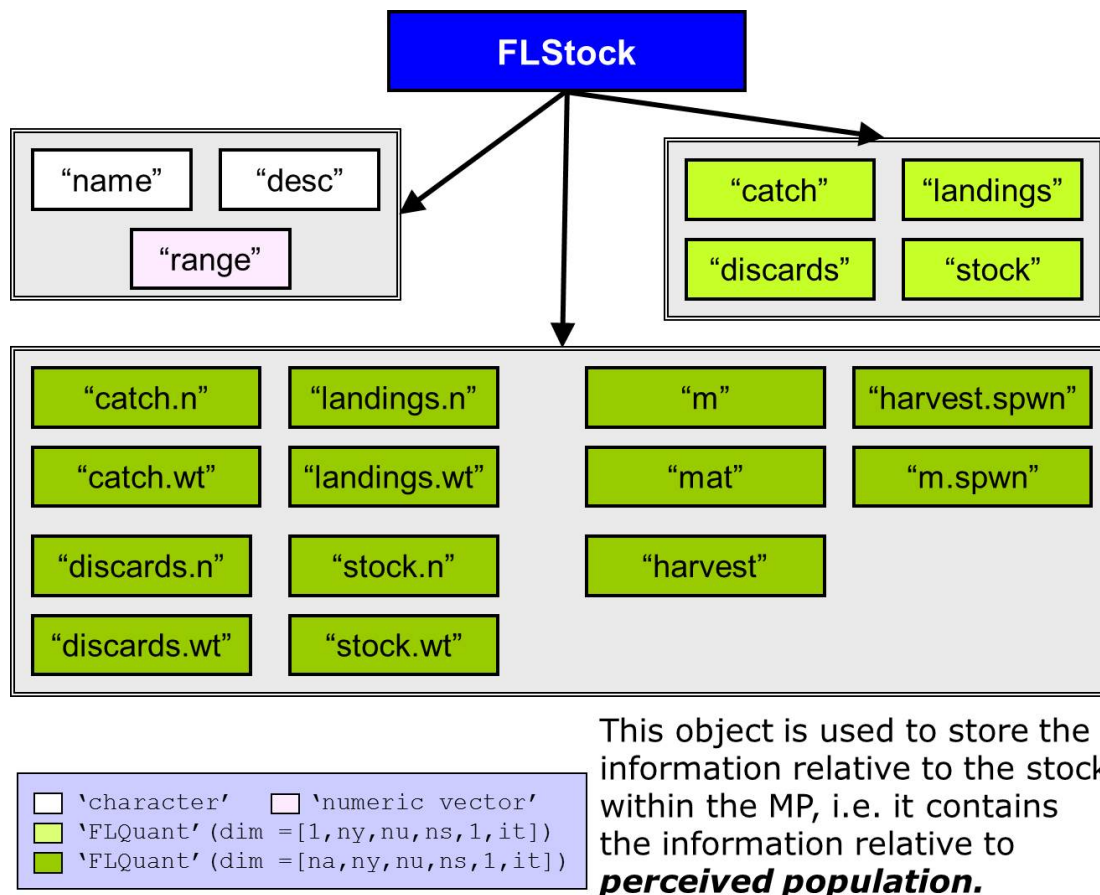 FLStock
“name” “desc”
“range”
“catch” “landings”
“discards” “stock”
“catch.n” “landings.n” “m” “harvest.spwn”
“catch.wt” “landings.wt” “mat” “m.spwn”
“discards.n” “stock.n” “harvest”
“discards.wt” “stock.wt”
‘character’ ‘numeric vector’
‘FLQuant’(dim =[1,ny,nu,ns,1,it])
‘FLQuant’(dim =[na,ny,nu,ns,1,it])
This object is used to store the
information relative to the stock
within the MP, i.e. it contains
the information relative to
perceived population.